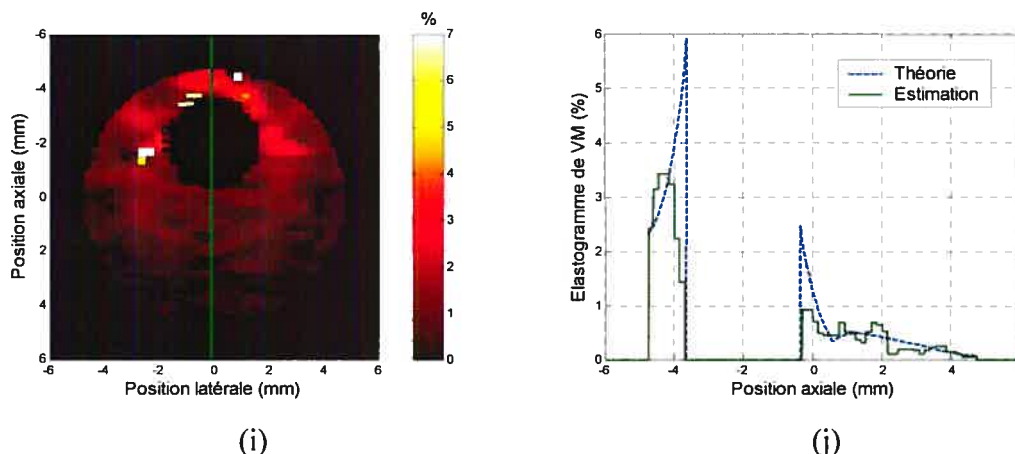 %
-6
-4
-2
0
2
4
6
Position axiale (mm)
-6 -4 -2 0 2 4 6
Position latérale (mm)
7
6
5
4
3
2
1
0
(i)
6
5
4
3
2
1
0
Elastogramme de VM (%)
Théorie
Estimation
-6 -4 -2 0 2 4
Position axiale (mm)
(j)